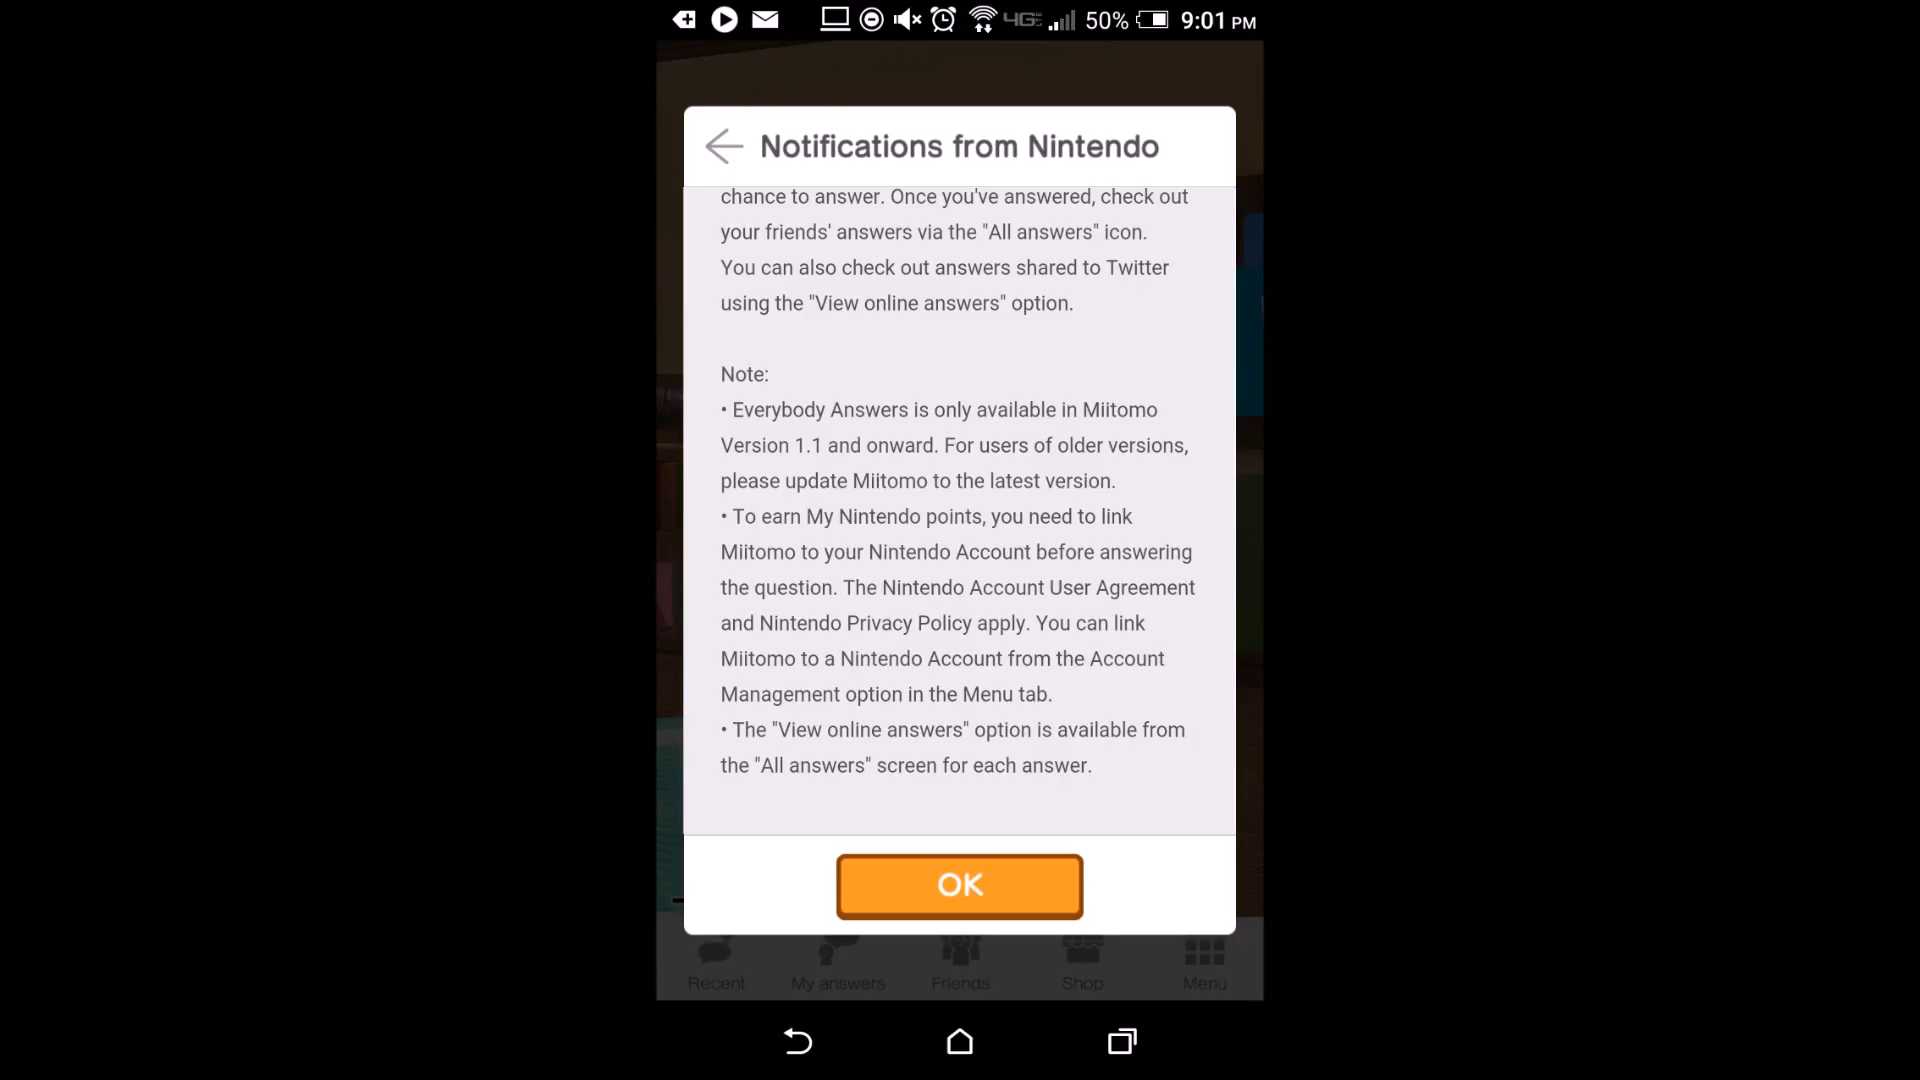 4G 50% 9:01 PM
Notifications from Nintendo
chance to answer. Once you've answered, check out
your friends' answers via the "All answers" icon.
You can also check out answers shared to Twitter
using the "View online answers" option.
Note:
• Everybody Answers is only available in Miitomo
Version 1.1 and onward. For users of older versions,
please update Miitomo to the latest version.
• To earn My Nintendo points, you need to link
Miitomo to your Nintendo Account before answering
the question. The Nintendo Account User Agreement
and Nintendo Privacy Policy apply. You can link
Miitomo to a Nintendo Account from the Account
Management option in the Menu tab.
• The "View online answers" option is available from
the "All answers" screen for each answer.
OK
Recent My answers Friends Shop Menu